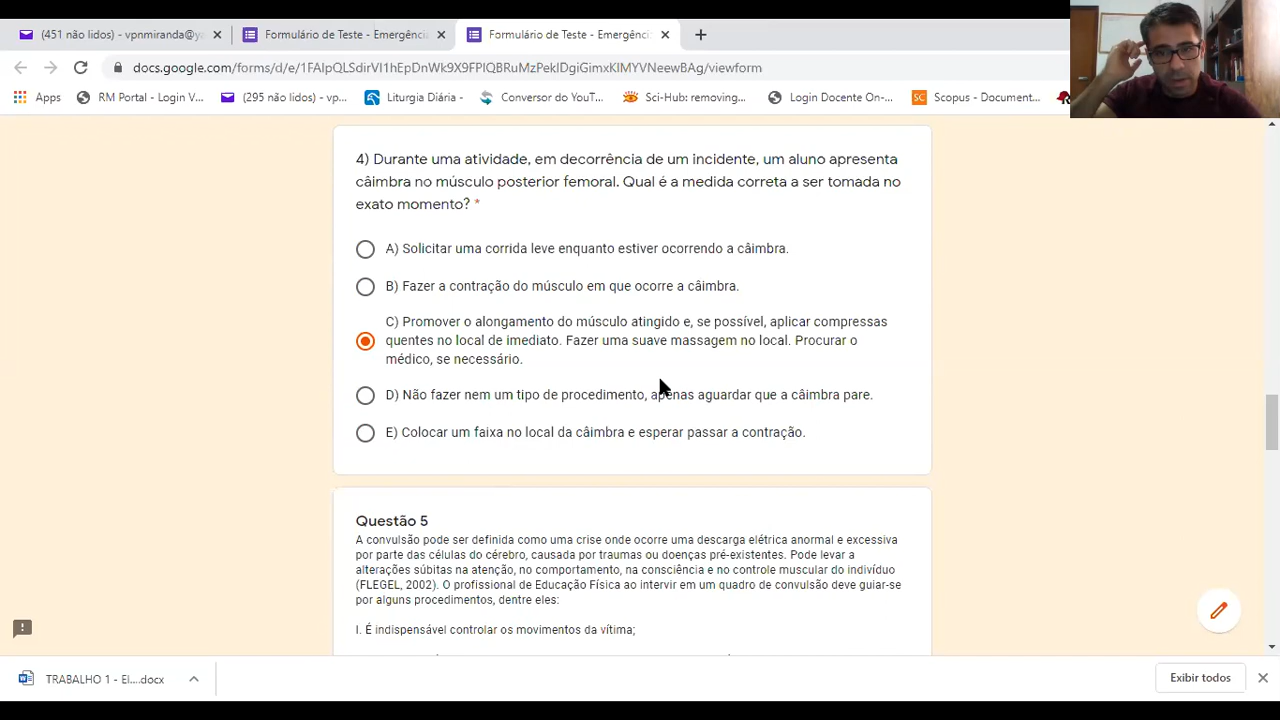 (451 não lidos) - vpnmiranda@y
Formulário de Teste - Emergênci
Formulário de Teste - Emergênci
docs.google.com/forms/d/e/1FAIpQLSdirVI1hEpDnWk9X9FPIQBRuMzPekIDgiGimxKlMYVNeewBAg/viewform
Apps
RM Portal - Login V...
(295 não lidos) - vp...
Liturgia Diária -
Conversor do YouT...
Sci-Hub: removing...
Login Docente On-...
SC Scopus - Document...
4) Durante uma atividade, em decorrência de um incidente, um aluno apresenta
câimbra no músculo posterior femoral. Qual é a medida correta a ser tomada no
exato momento? *
A) Solicitar uma corrida leve enquanto estiver ocorrendo a câimbra.
B) Fazer a contração do músculo em que ocorre a câimbra.
C) Promover o alongamento do músculo atingido e, se possível, aplicar compressas
quentes no local de imediato. Fazer uma suave massagem no local. Procurar o
médico, se necessário.
D) Não fazer nem um tipo de procedimento, apenas aguardar que a câimbra pare.
E) Colocar um faixa no local da câimbra e esperar passar a contração.
Questão 5
A convulsão pode ser definida como uma crise onde ocorre uma descarga elétrica anormal e excessiva
por parte das células do cérebro, causada por traumas ou doenças pré-existentes. Pode levar a
alterações súbitas na atenção, no comportamento, na consciência e no controle muscular do indivíduo
(FLEGEL, 2002). O profissional de Educação Física ao intervir em um quadro de convulsão deve guiar-se
por alguns procedimentos, dentre eles:
I. É indispensável controlar os movimentos da vítima;
TRABALHO 1 - El....docx
Exibir todos